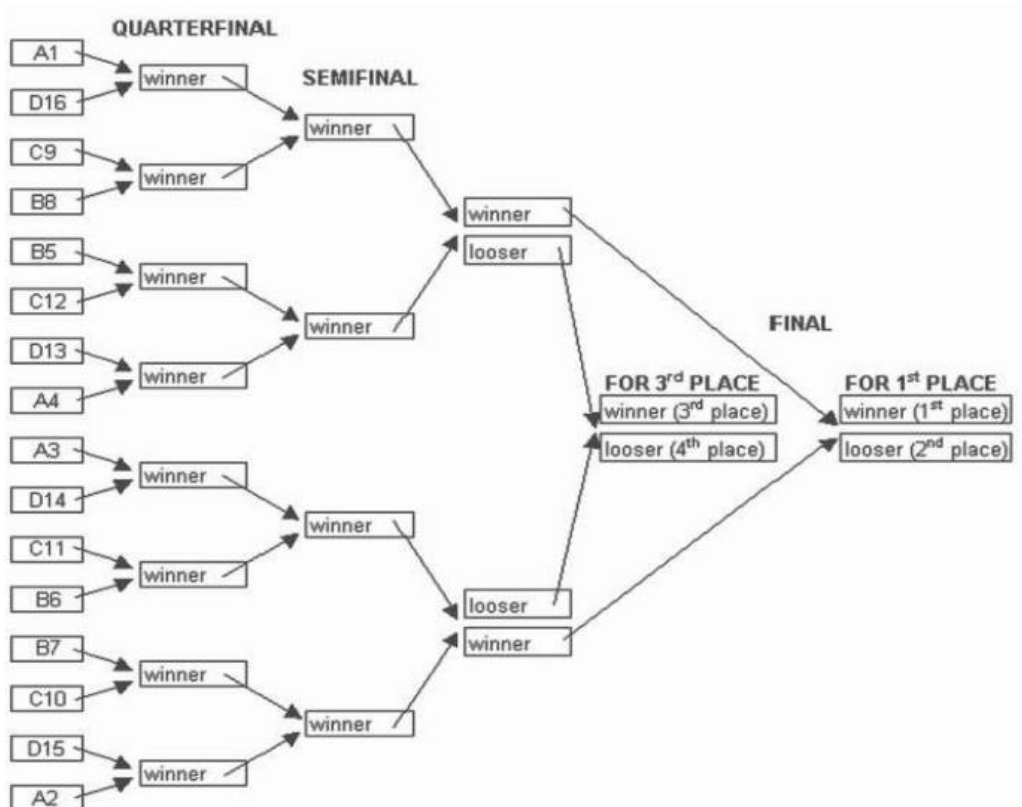 QUARTERFINAL
A1
winner
SEMIFINAL
D16
winner
C9
winner
B8
winner
B5
looser
winner
C12
winner
FINAL
D13
winner
A4
FOR 3rd PLACE
FOR 1st PLACE
winner (3rd place)
winner (1st place)
looser (4th place)
looser (2nd place)
A3
winner
D14
winner
C11
winner
B6
looser
B7
winner
winner
C10
winner
D15
winner
A2